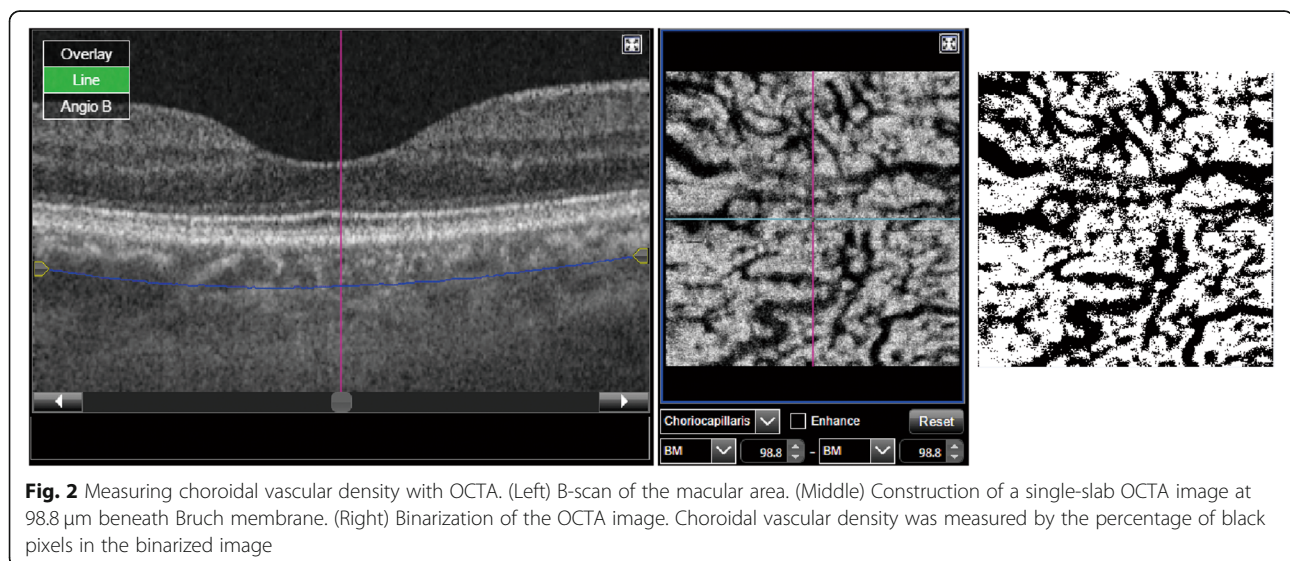 Overlay
Line
Angio B
Choriocapillaris Enhance Reset
BM 98.8 - BM 98.8
Fig. 2 Measuring choroidal vascular density with OCTA. (Left) B-scan of the macular area. (Middle) Construction of a single-slab OCTA image at
98.8 μm beneath Bruch membrane. (Right) Binarization of the OCTA image. Choroidal vascular density was measured by the percentage of black
pixels in the binarized image